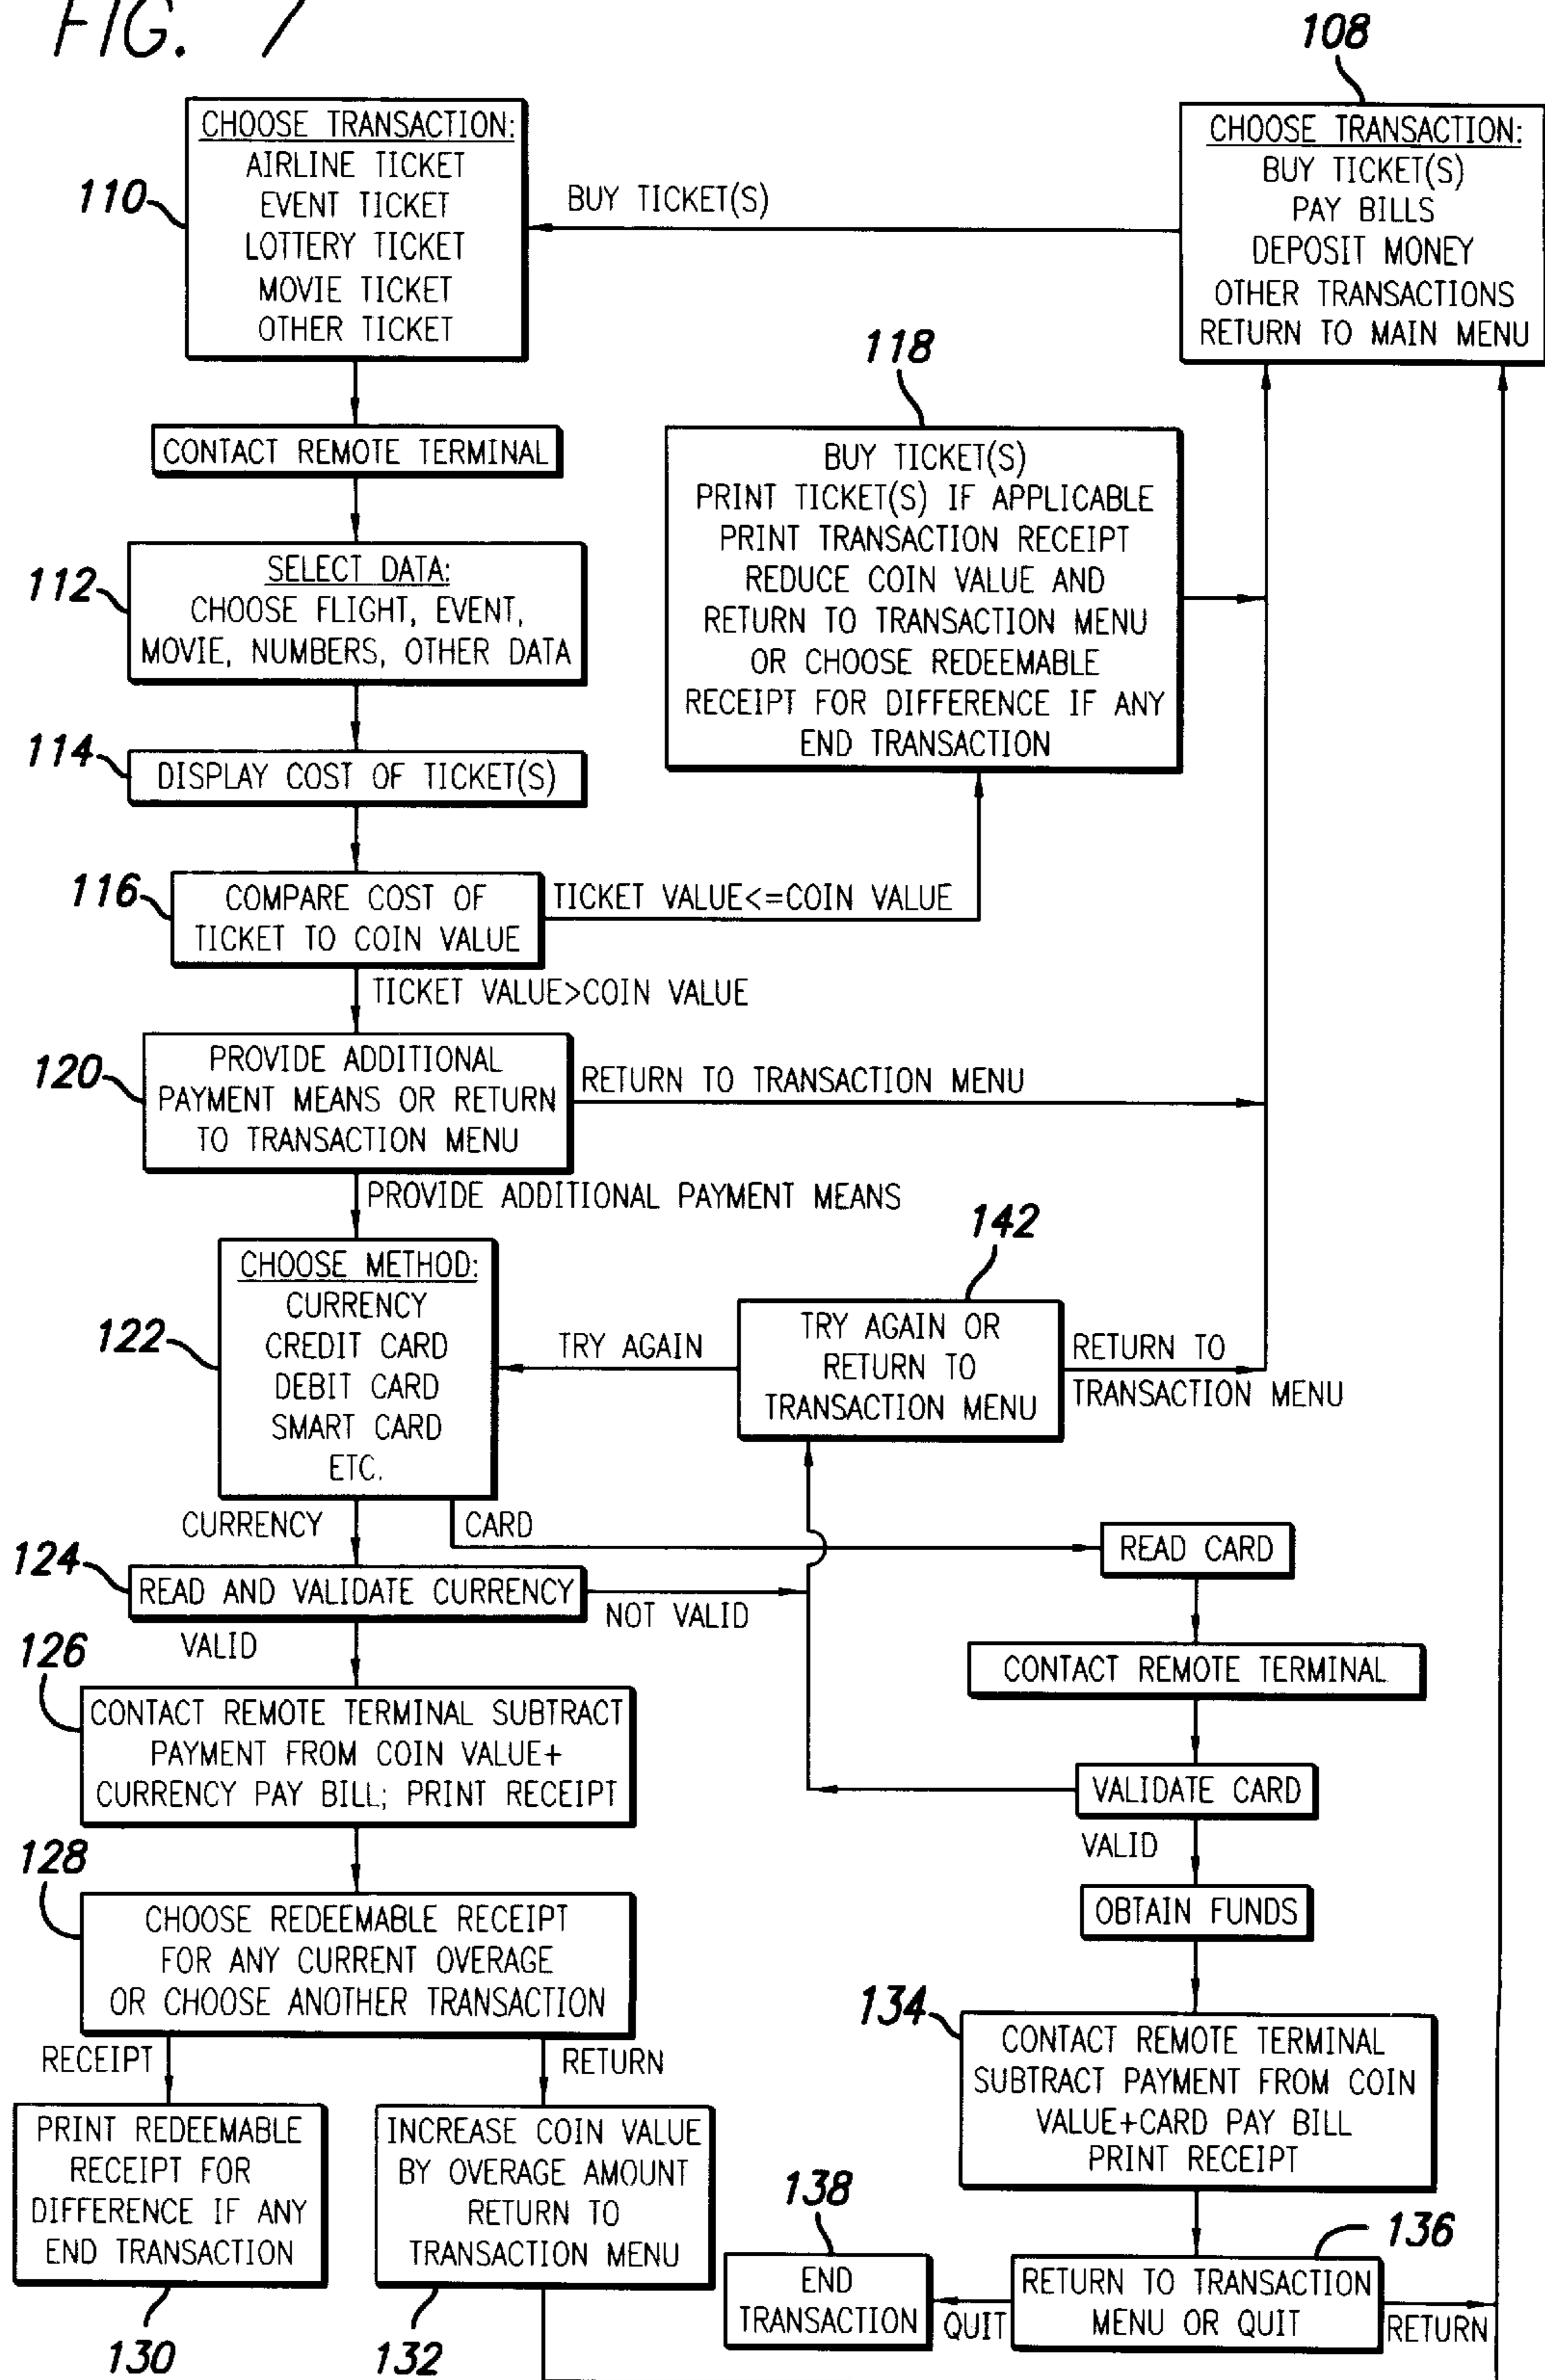 FIG. 7
108
CHOOSE TRANSACTION:
BUY TICKET(S)
PAY BILLS
DEPOSIT MONEY
OTHER TRANSACTIONS
RETURN TO MAIN MENU
110
CHOOSE TRANSACTION:
AIRLINE TICKET
EVENT TICKET
LOTTERY TICKET
MOVIE TICKET
OTHER TICKET
BUY TICKET(S)
CONTACT REMOTE TERMINAL
118
BUY TICKET(S)
PRINT TICKET(S) IF APPLICABLE
PRINT TRANSACTION RECEIPT
REDUCE COIN VALUE AND
RETURN TO TRANSACTION MENU
OR CHOOSE REDEEMABLE
RECEIPT FOR DIFFERENCE IF ANY
END TRANSACTION
112
SELECT DATA:
CHOOSE FLIGHT, EVENT,
MOVIE, NUMBERS, OTHER DATA
114
DISPLAY COST OF TICKET(S)
116
COMPARE COST OF
TICKET TO COIN VALUE
TICKET VALUE<=COIN VALUE
TICKET VALUE>COIN VALUE
120
PROVIDE ADDITIONAL
PAYMENT MEANS OR RETURN
TO TRANSACTION MENU
RETURN TO TRANSACTION MENU
PROVIDE ADDITIONAL PAYMENT MEANS
122
CHOOSE METHOD:
CURRENCY
CREDIT CARD
DEBIT CARD
SMART CARD
ETC.
TRY AGAIN
142
TRY AGAIN OR
RETURN TO
TRANSACTION MENU
RETURN TO
TRANSACTION MENU
CURRENCY
CARD
READ CARD
124
READ AND VALIDATE CURRENCY
NOT VALID
VALID
CONTACT REMOTE TERMINAL
126
CONTACT REMOTE TERMINAL SUBTRACT
PAYMENT FROM COIN VALUE+
CURRENCY PAY BILL; PRINT RECEIPT
VALIDATE CARD
VALID
OBTAIN FUNDS
128
CHOOSE REDEEMABLE RECEIPT
FOR ANY CURRENT OVERAGE
OR CHOOSE ANOTHER TRANSACTION
RECEIPT
RETURN
134
CONTACT REMOTE TERMINAL
SUBTRACT PAYMENT FROM COIN
VALUE+CARD PAY BILL
PRINT RECEIPT
PRINT REDEEMABLE
RECEIPT FOR
DIFFERENCE IF ANY
END TRANSACTION
130
INCREASE COIN VALUE
BY OVERAGE AMOUNT
RETURN TO
TRANSACTION MENU
132
138
END
TRANSACTION
QUIT
136
RETURN TO TRANSACTION
MENU OR QUIT
RETURN